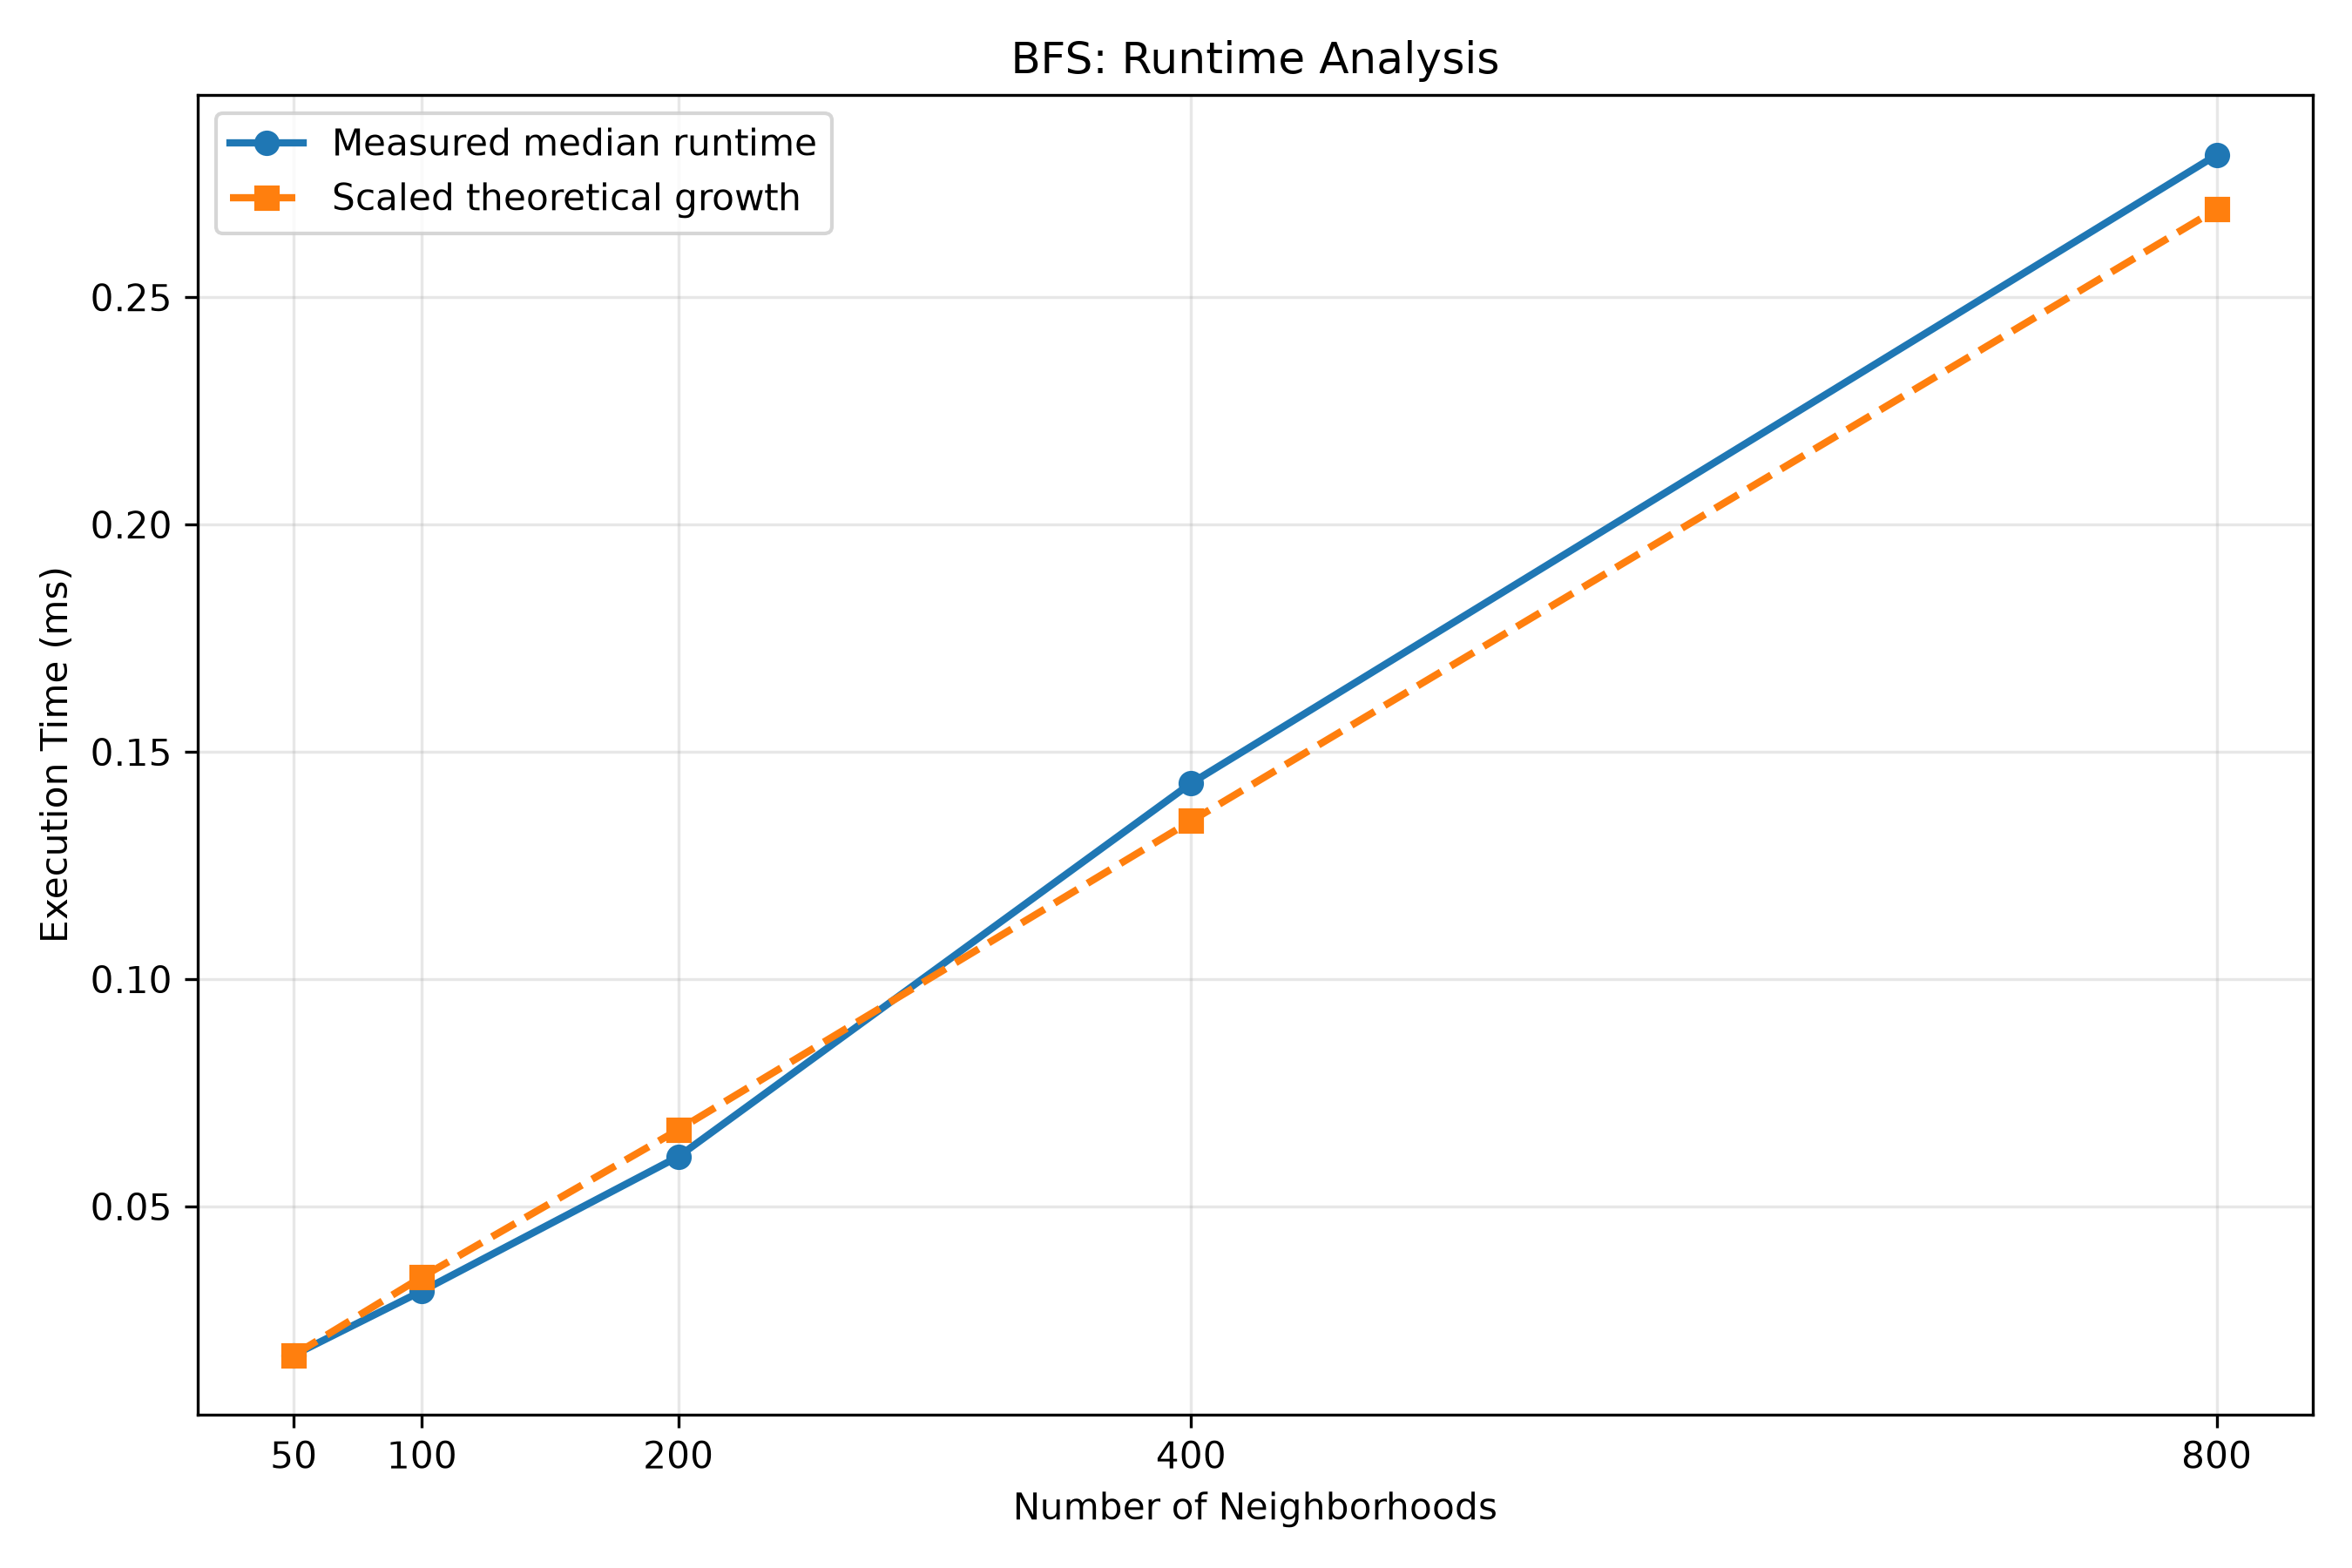 BFS: Runtime Analysis
Measured median runtime
Scaled theoretical growth
0.25
0.20
0.15
0.10
0.05
Execution Time (ms)
50 100 200 400 800
Number of Neighborhoods